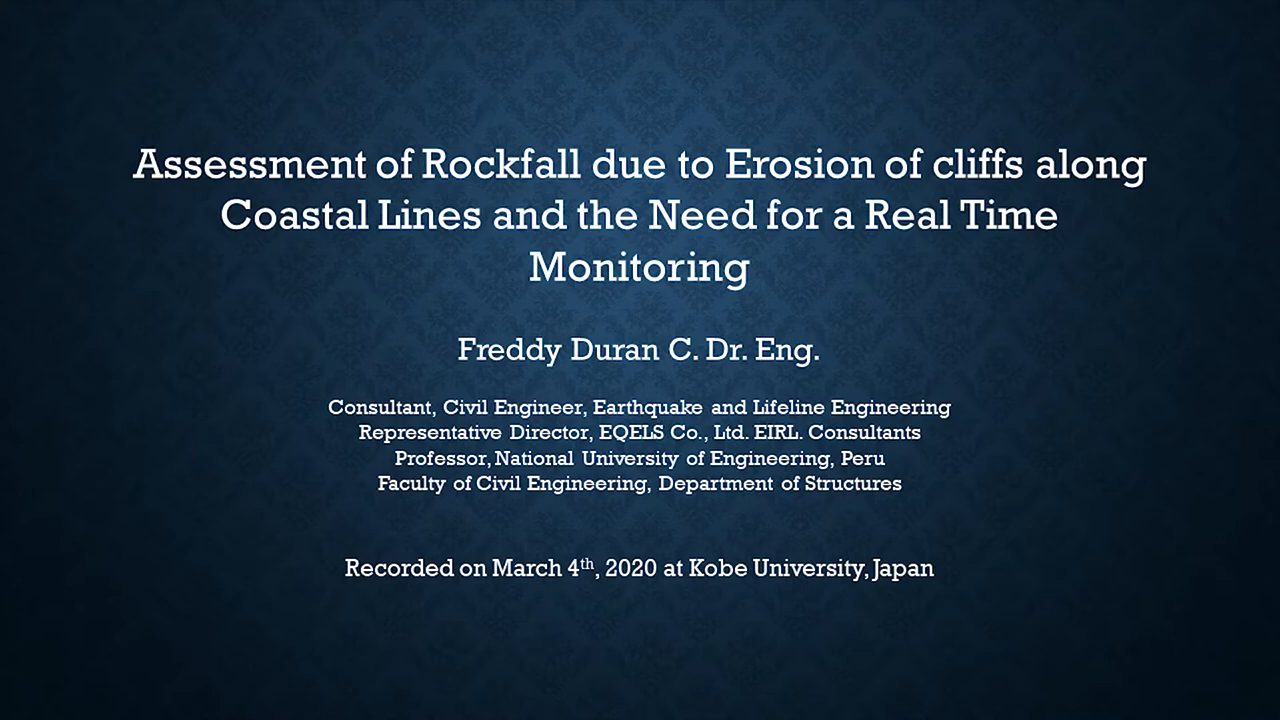 Assessment of Rockfall due to Erosion of cliffs along
Coastal Lines and the Need for a Real Time
Monitoring
Freddy Duran C. Dr. Eng.
Consultant, Civil Engineer, Earthquake and Lifeline Engineering
Representative Director, EQELS Co., Ltd. EIRL. Consultants
Professor, National University of Engineering, Peru
Faculty of Civil Engineering, Department of Structures
Recorded on March 4th, 2020 at Kobe University, Japan